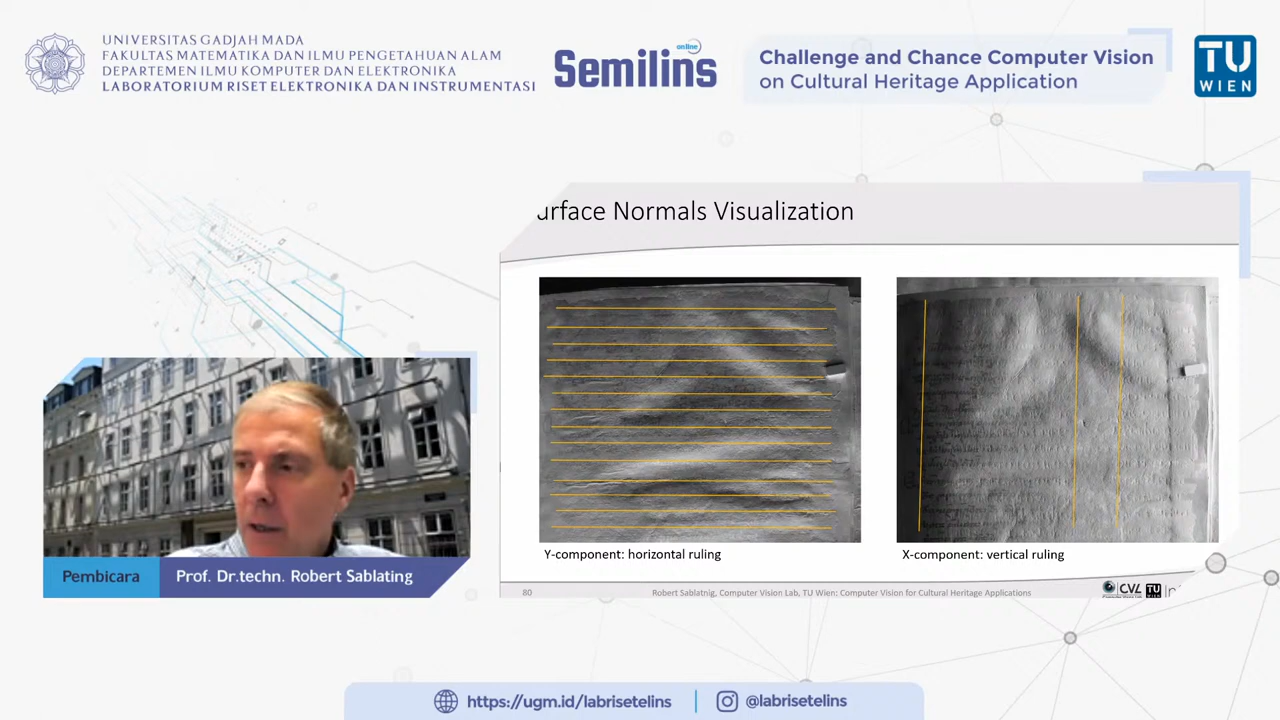 UNIVERSITAS GADJAH MADA
FAKULTAS MATEMATIKA DAN ILMU PENGETAHUAN ALAM
DEPARTEMEN ILMU KOMPUTER DAN ELEKTRONIKA
LABORATORIUM RISET ELEKTRONIKA DAN INSTRUMENTASI
online
Semilins
Challenge and Chance Computer Vision
on Cultural Heritage Application
TU
WIEN
urface Normals Visualization
Y-component: horizontal ruling
X-component: vertical ruling
80
Robert Sablatnig, Computer Vision Lab, TU Wien: Computer Vision for Cultural Heritage Applications
CVL
TU
Pembicara
Prof. Dr.techn. Robert Sablating
https://ugm.id/labrisetelins
@labrisetelins